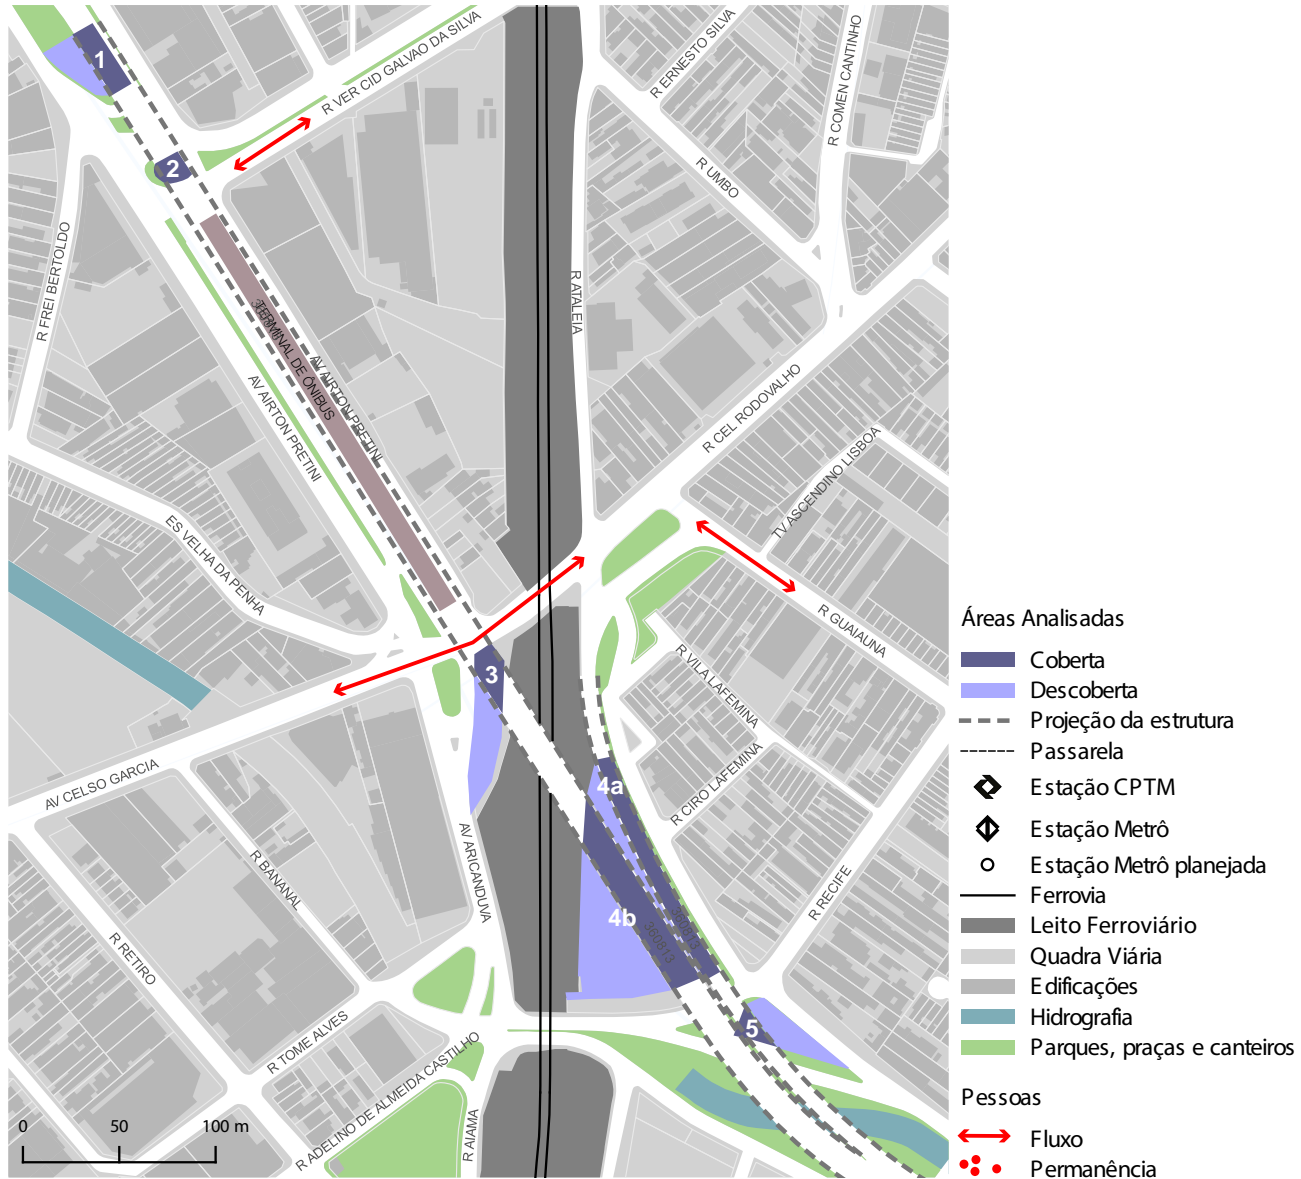 1
R VER CID GALVAO DA SILVA
R ERNESTO SILVA
R COMEN CANTINHO
2
R UMBO
R FREI BERTOLDO
R ATALEIA
TERMINAL DE ÔNIBUS
AV AIRTON PRETINI
AV AIRTON PRETINI
R CEL RODOVALHO
TV ASCENDINO LISBOA
ES VELHA DA PENHA
R GUAIAUNA
R VILA LAFEMINA
3
R CIRO LAFEMINA
4a
AV CELSO GARCIA
R BANANAL
AV ARICANDUVA
R RECIFE
4b
360813
360813
R RETIRO
5
R TOME ALVES
R ADELINO DE ALMEIDA CASTILHO
R AIAMA
0 50 100 m
Áreas Analisadas
Coberta
Descoberta
Projeção da estrutura
Passarela
Estação CPTM
Estação Metrô
Estação Metrô planejada
Ferrovia
Leito Ferroviário
Quadra Viária
Edificações
Hidrografia
Parques, praças e canteiros
Pessoas
Fluxo
Permanência